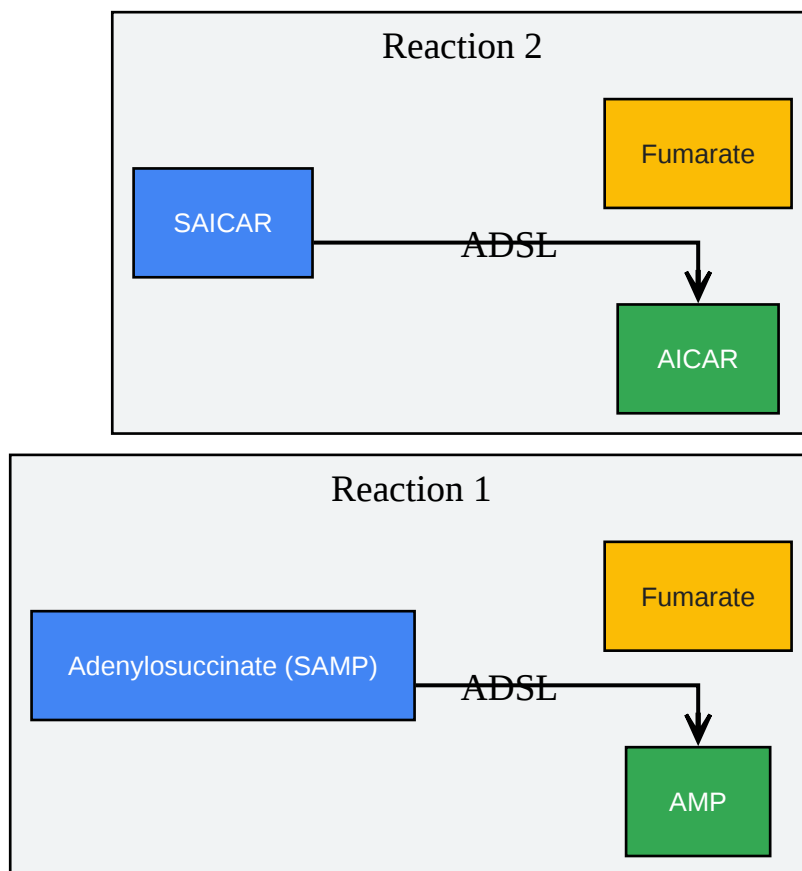 Reaction 2
Fumarate
SAICAR
ADSL
AICAR
Reaction 1
Fumarate
Adenylosuccinate (SAMP)
ADSL
AMP